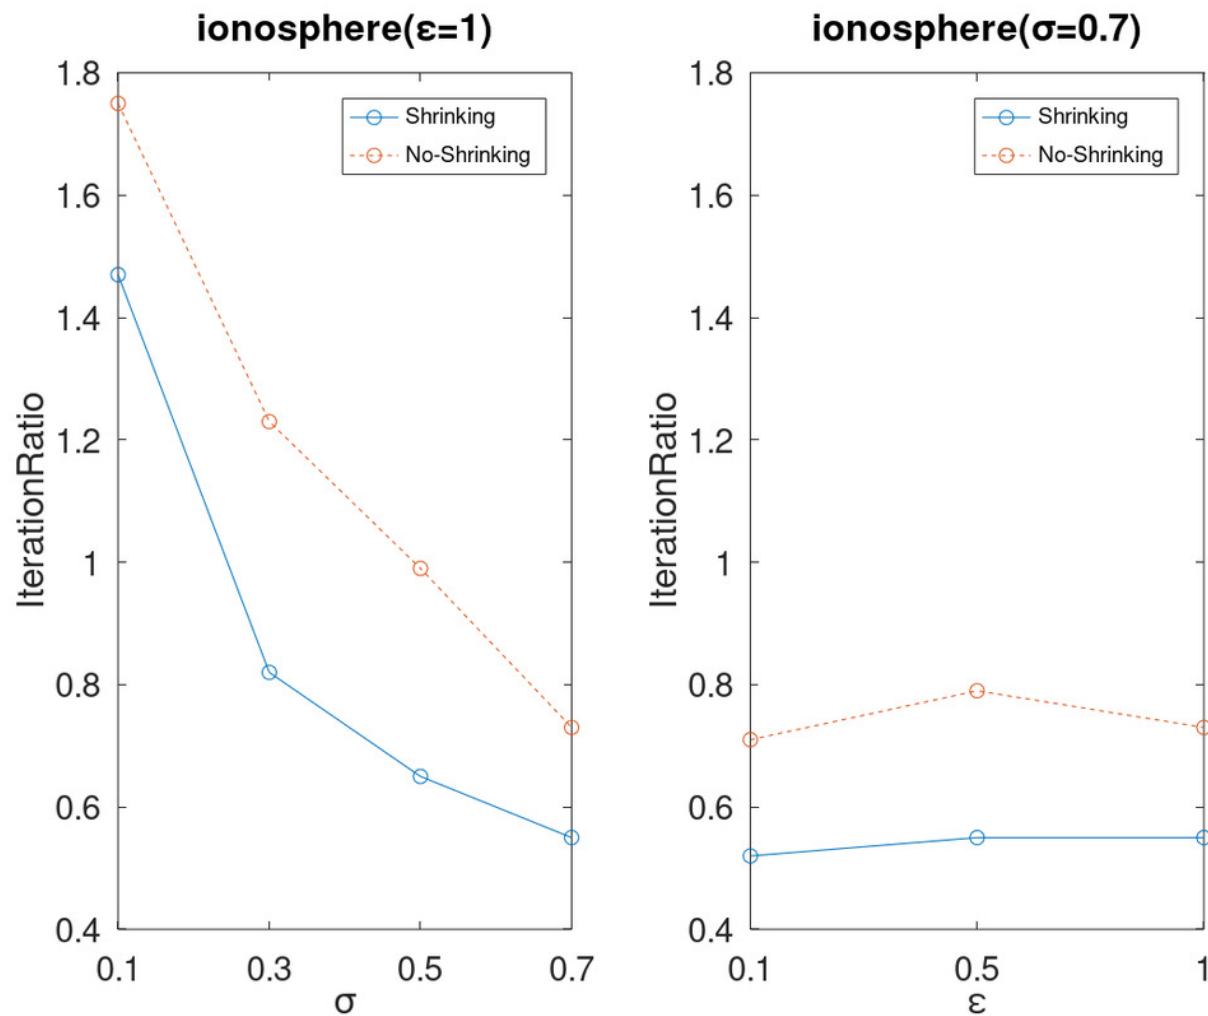 ionosphere(ε=1)
1.8
1.6
1.4
1.2
1
0.8
0.6
0.4
IterationRatio
Shrinking
No-Shrinking
0.1 0.3 0.5 0.7
σ
ionosphere(σ=0.7)
1.8
1.6
1.4
1.2
1
0.8
0.6
0.4
IterationRatio
Shrinking
No-Shrinking
0.1 0.5 1
ε